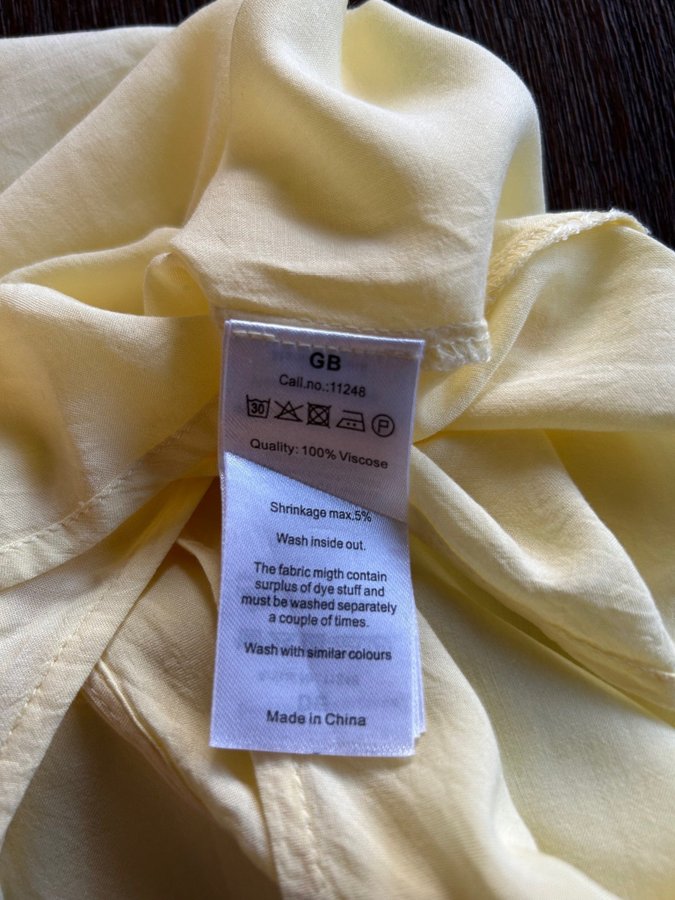 GB
Call.no.:11248
30 P
Quality: 100% Viscose
Shrinkage max.5%
Wash inside out.
The fabric migth contain
surplus of dye stuff and
must be washed separately
a couple of times.
Wash with similar colours
Made in China